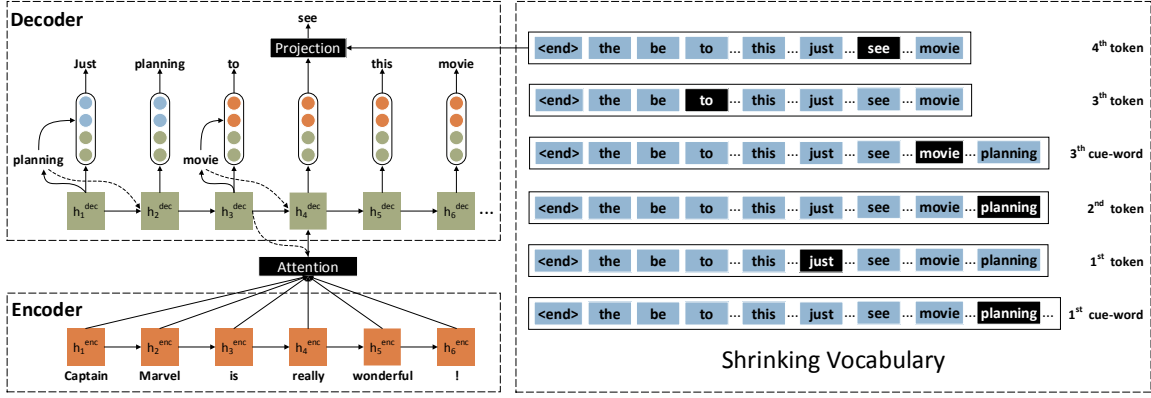 Decoder
see
Projection
Just planning to this movie
planning movie
h₁ᵈᵉᶜ h₂ᵈᵉᶜ h₃ᵈᵉᶜ h₄ᵈᵉᶜ h₅ᵈᵉᶜ h₆ᵈᵉᶜ ...
Attention
Encoder
h₁ᵉⁿᶜ h₂ᵉⁿᶜ h₃ᵉⁿᶜ h₄ᵉⁿᶜ h₅ᵉⁿᶜ h₆ᵉⁿᶜ
Captain Marvel is really wonderful !
<end> the be to ... this ... just ... see ... movie 4ᵗʰ token
<end> the be to ... this ... just ... see ... movie 3ᵗʰ token
<end> the be to ... this ... just ... see ... movie ... planning 3ᵗʰ cue-word
<end> the be to ... this ... just ... see ... movie ... planning 2ⁿᵈ token
<end> the be to ... this ... just ... see ... movie ... planning 1ˢᵗ token
<end> the be to ... this ... just ... see ... movie ... planning ... 1ˢᵗ cue-word
Shrinking Vocabulary